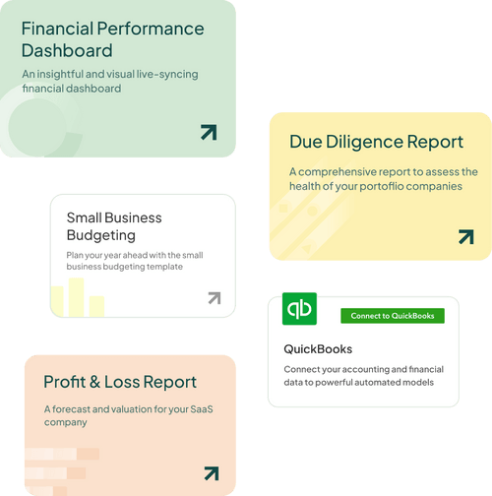 Financial Performance
Dashboard
An insightful and visual live-syncing
financial dashboard
Due Diligence Report
A comprehensive report to assess the
health of your portoflio companies
Small Business
Budgeting
Plan your year ahead with the small
business budgeting template
qb
Connect to QuickBooks
QuickBooks
Connect your accounting and financial
data to powerful automated models
Profit & Loss Report
A forecast and valuation for your SaaS
company